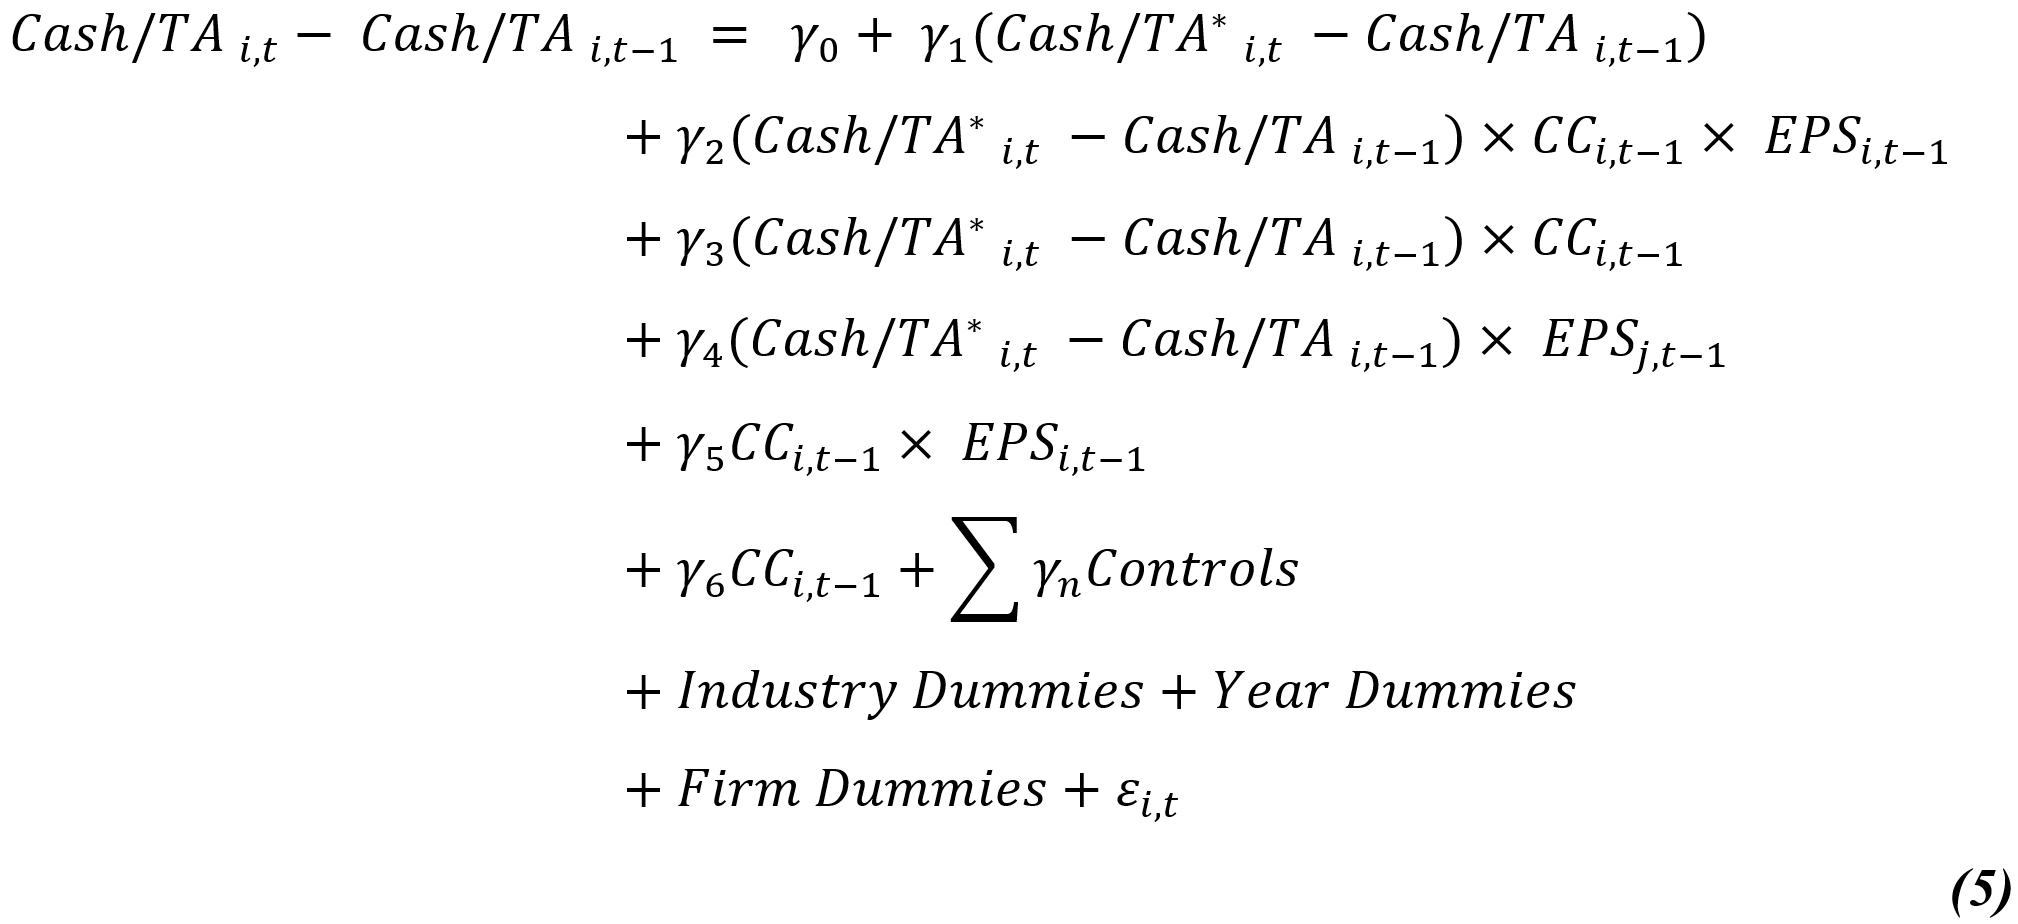 Cash/TA i,t − Cash/TA i,t−1 = γ0 + γ1(Cash/TA* i,t − Cash/TA i,t−1)
+ γ2(Cash/TA* i,t − Cash/TA i,t−1) × CCi,t−1 × EPSi,t−1
+ γ3(Cash/TA* i,t − Cash/TA i,t−1) × CCi,t−1
+ γ4(Cash/TA* i,t − Cash/TA i,t−1) × EPSj,t−1
+ γ5CCi,t−1 × EPSi,t−1
+ γ6CCi,t−1 + ∑ γnControls
+ Industry Dummies + Year Dummies
+ Firm Dummies + εi,t
(5)